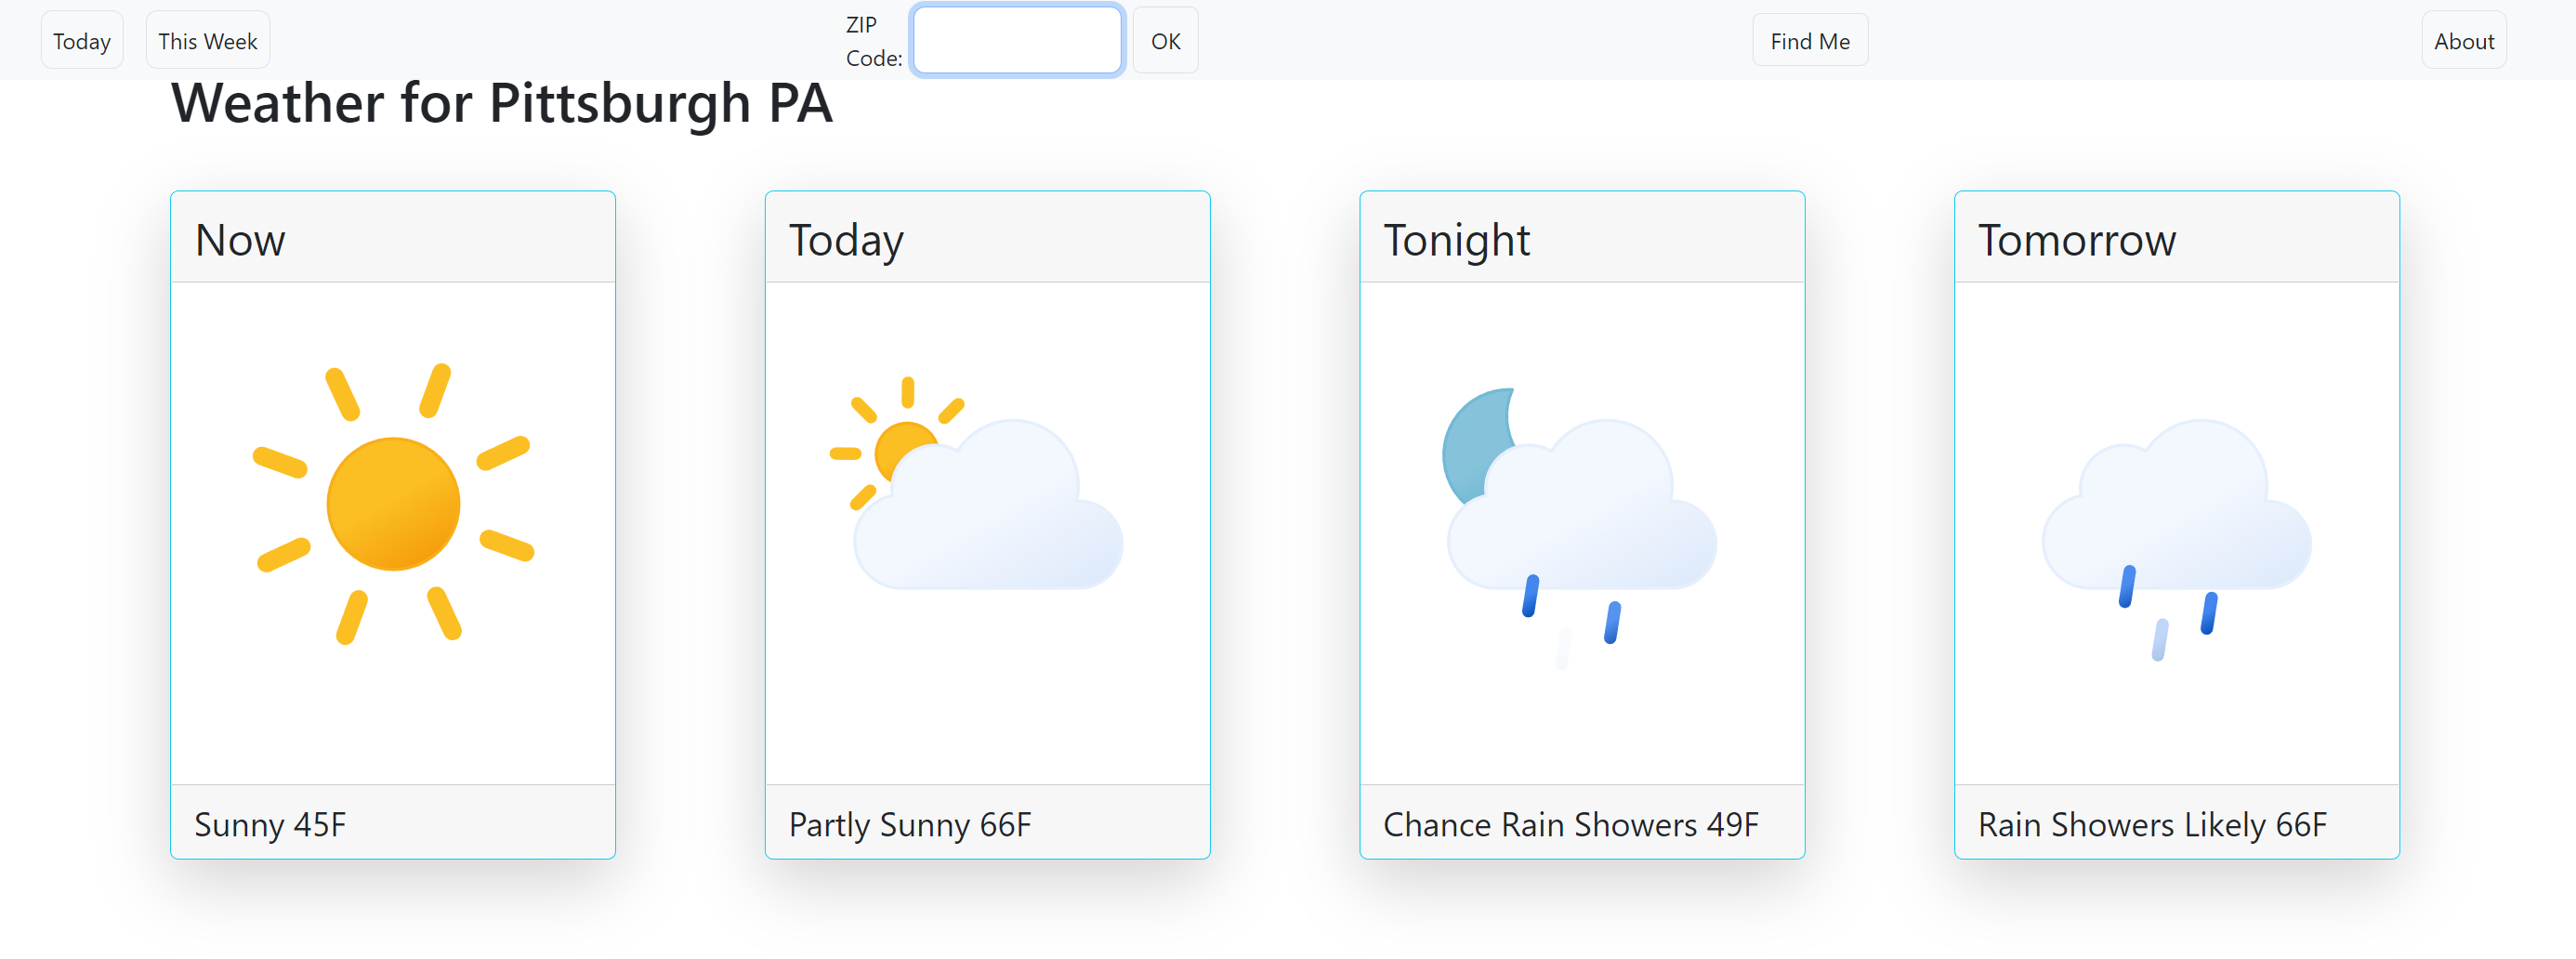 Today
This Week
ZIP
Code:
OK
Find Me
About
Weather for Pittsburgh PA
Now
Today
Tonight
Tomorrow
Sunny 45F
Partly Sunny 66F
Chance Rain Showers 49F
Rain Showers Likely 66F